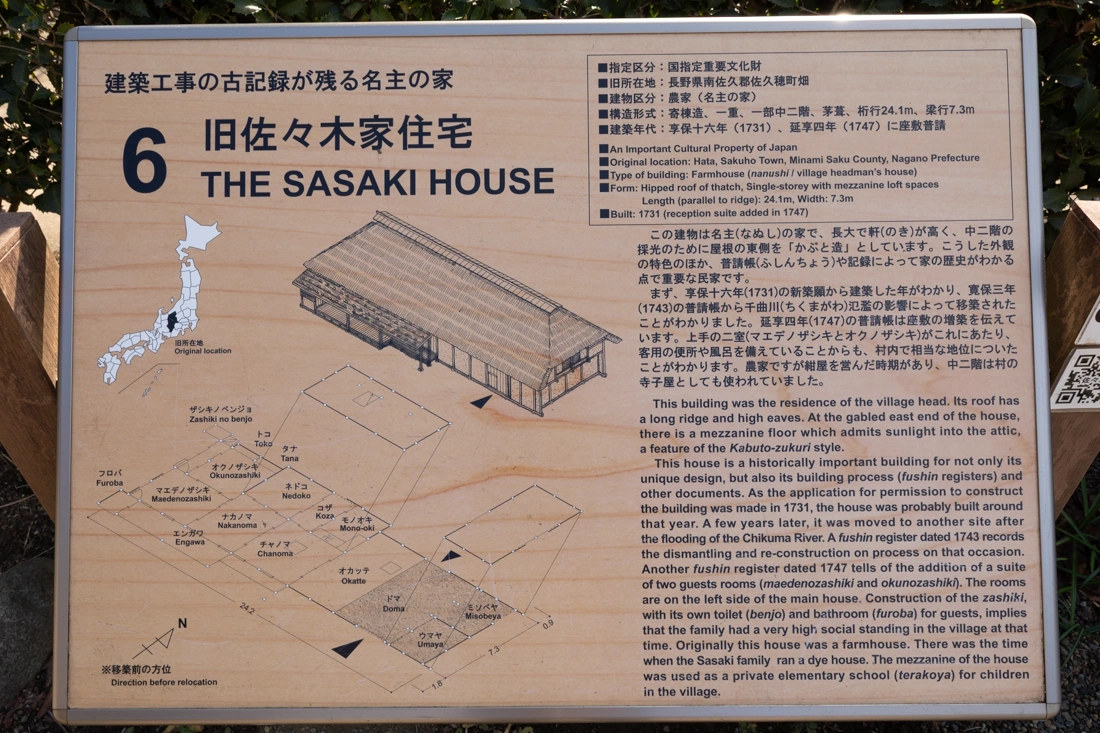 建築工事の古記録が残る名主の家
6
旧佐々木家住宅
THE SASAKI HOUSE
■指定区分：国指定重要文化財
■旧所在地：長野県南佐久郡佐久穂町畑
■建物区分：農家（名主の家）
■構造形式：寄棟造、一重、一部中二階、茅葺、桁行24.1m、梁行7.3m
■建築年代：享保十六年（1731）、延享四年（1747）に座敷普請
■An Important Cultural Property of Japan
■Original location: Hata, Sakuho Town, Minami Saku County, Nagano Prefecture
■Type of building: Farmhouse (nanushi / village headman's house)
■Form: Hipped roof of thatch, Single-storey with mezzanine loft spaces
Length (parallel to ridge): 24.1m, Width: 7.3m
■Built: 1731 (reception suite added in 1747)
旧所在地
Original location
この建物は名主(なぬし)の家で、長大で軒(のき)が高く、中二階の
採光のために屋根の東側を「かぶと造」としています。こうした外観
の特色のほか、普請帳(ふしんちょう)や記録によって家の歴史がわかる
点で重要な民家です。
まず、享保十六年(1731)の新築願から建築した年がわかり、寛保三年
(1743)の普請帳から千曲川(ちくまがわ)氾濫の影響によって移築された
ことがわかりました。延享四年(1747)の普請帳は座敷の増築を伝えて
います。上手の二室(マエデノザシキとオクノザシキ)がこれにあたり、
客用の便所や風呂を備えていることからも、村内で相当な地位についた
ことがわかります。農家ですが紺屋を営んだ時期があり、中二階は村の
寺子屋としても使われていました。
This building was the residence of the village head. Its roof has
a long ridge and high eaves. At the gabled east end of the house,
there is a mezzanine floor which admits sunlight into the attic,
a feature of the Kabuto-zukuri style.
This house is a historically important building for not only its
unique design, but also its building process (fushin registers) and
other documents. As the application for permission to construct
the building was made in 1731, the house was probably built around
that year. A few years later, it was moved to another site after
the flooding of the Chikuma River. A fushin register dated 1743 records
the dismantling and re-construction on process on that occasion.
Another fushin register dated 1747 tells of the addition of a suite
of two guests rooms (maedenozashiki and okunozashiki). The rooms
are on the left side of the main house. Construction of the zashiki,
with its own toilet (benjo) and bathroom (furoba) for guests, implies
that the family had a very high social standing in the village at that
time. Originally this house was a farmhouse. There was the time
when the Sasaki family ran a dye house. The mezzanine of the house
was used as a private elementary school (terakoya) for children
in the village.
ザシキノベンジョ
Zashiki no benjo
トコ
Toko
タナ
Tana
フロバ
Furoba
オクノザシキ
Okunozashiki
マエデノザシキ
Maedenozashiki
ネドコ
Nedoko
コザ
Koza
モノオキ
Mono-oki
ナカノマ
Nakanoma
エンガワ
Engawa
チャノマ
Chanoma
オカッテ
Okatte
ドマ
Doma
ミソベヤ
Misobeya
ウマヤ
Umaya
24.2
0.9
7.3
1.8
N
※移築前の方位
Direction before relocation